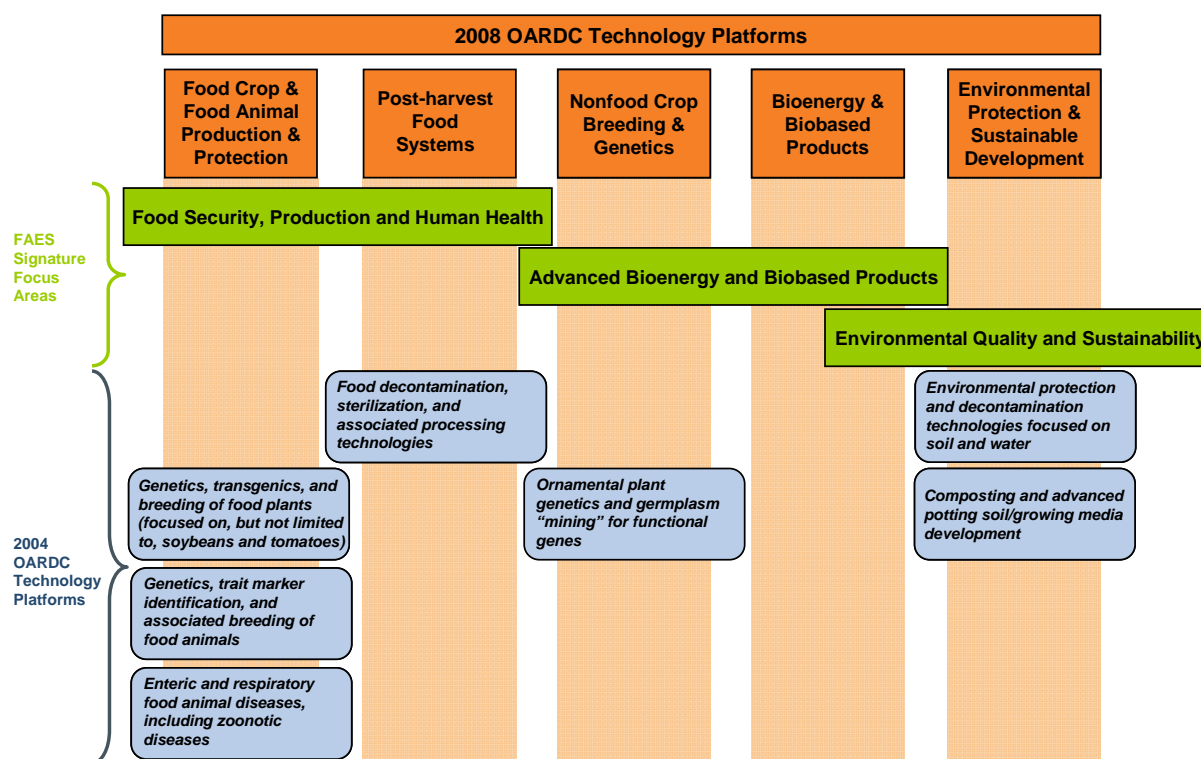 2008 OARDC Technology Platforms
Food Crop &
Food Animal
Production &
Protection
Post-harvest
Food
Systems
Nonfood Crop
Breeding &
Genetics
Bioenergy &
Biobased
Products
Environmental
Protection &
Sustainable
Development
FAES
Signature
Focus
Areas
Food Security, Production and Human Health
Advanced Bioenergy and Biobased Products
Environmental Quality and Sustainability
2004
OARDC
Technology
Platforms
Food decontamination,
sterilization, and
associated processing
technologies
Environmental protection
and decontamination
technologies focused on
soil and water
Genetics, transgenics, and
breeding of food plants
(focused on, but not limited
to, soybeans and tomatoes)
Ornamental plant
genetics and germplasm
“mining” for functional
genes
Composting and advanced
potting soil/growing media
development
Genetics, trait marker
identification, and
associated breeding of
food animals
Enteric and respiratory
food animal diseases,
including zoonotic
diseases